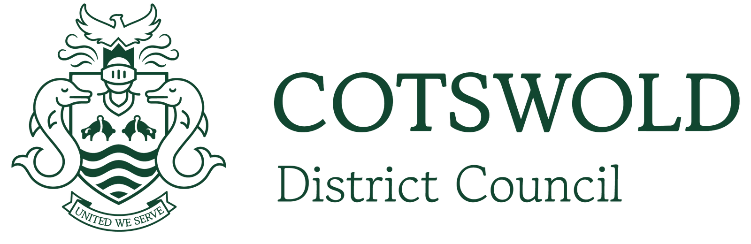 COTSWOLD
District Council
UNITED WE SERVE